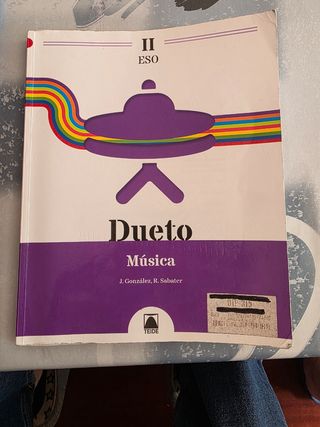 II
ESO
Dueto
Música
J. González, R. Sabater
TEIDE